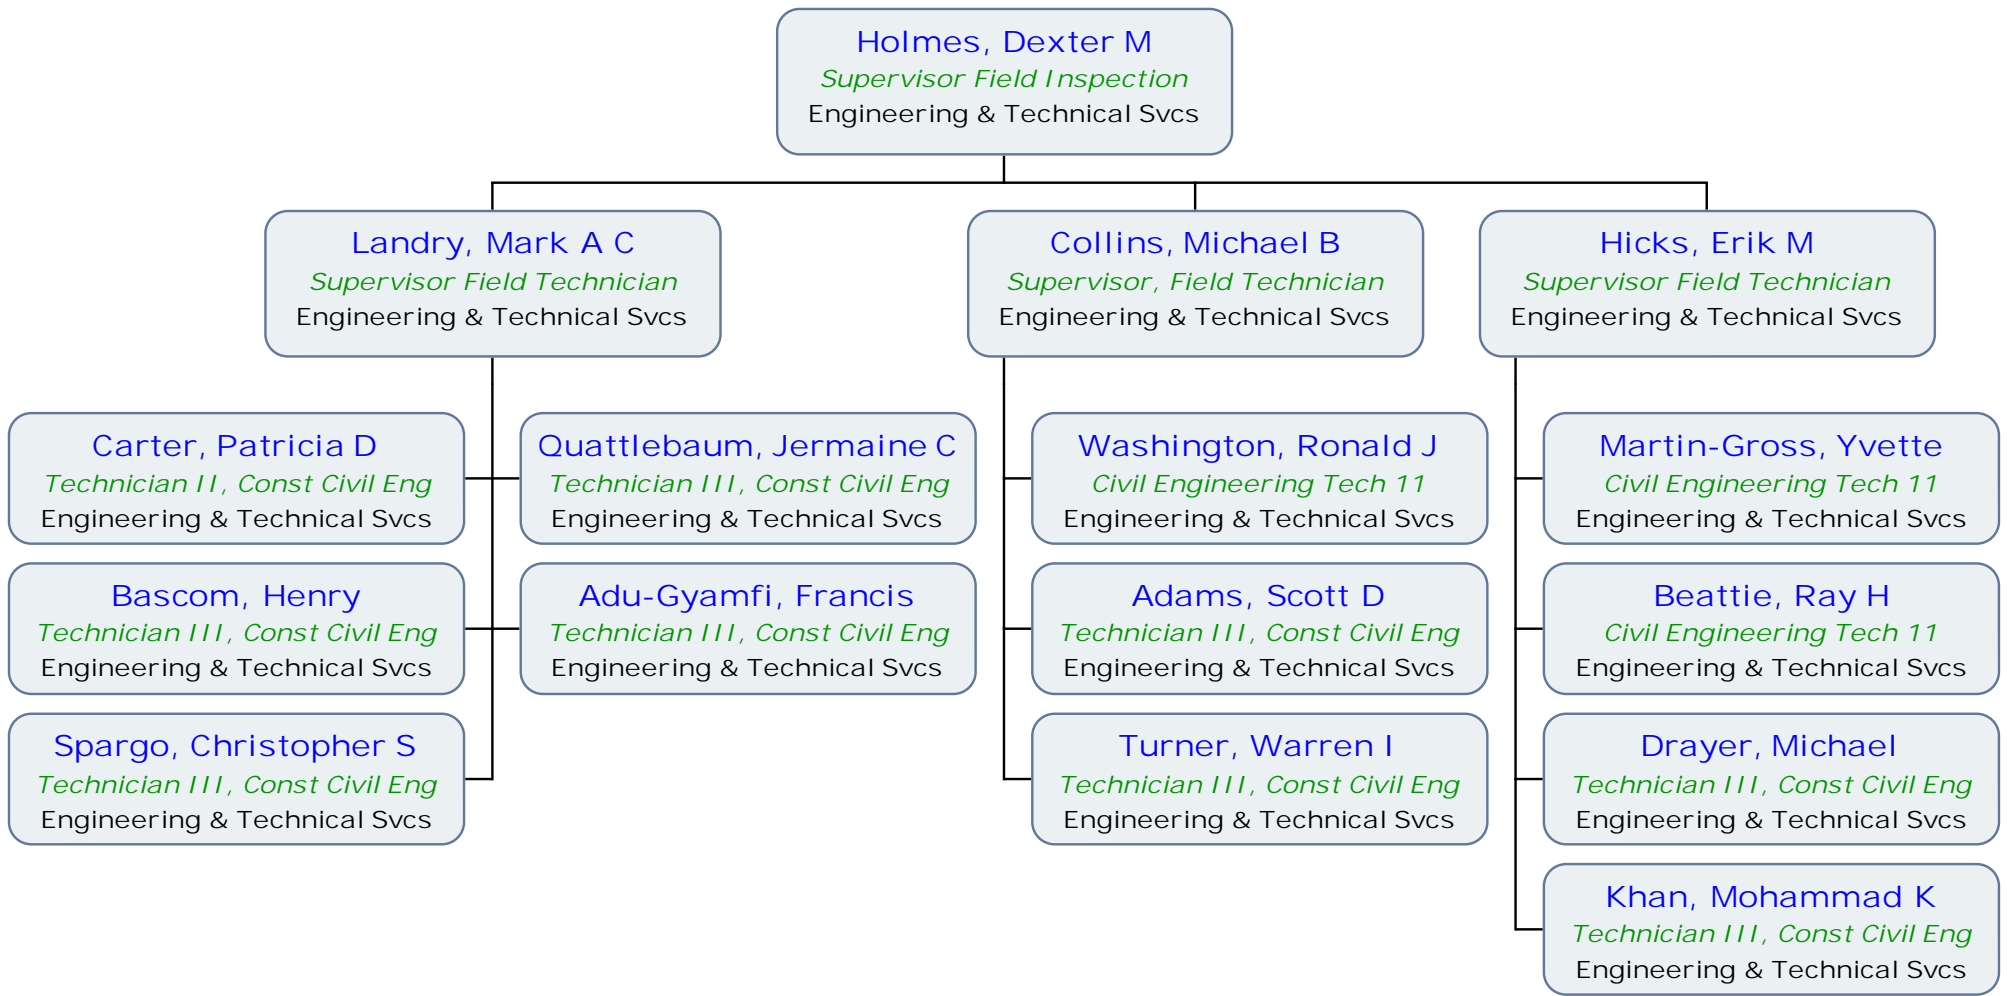 Holmes, Dexter M
Supervisor Field Inspection
Engineering & Technical Svcs
Landry, Mark A C
Supervisor Field Technician
Engineering & Technical Svcs
Collins, Michael B
Supervisor, Field Technician
Engineering & Technical Svcs
Hicks, Erik M
Supervisor Field Technician
Engineering & Technical Svcs
Carter, Patricia D
Technician II, Const Civil Eng
Engineering & Technical Svcs
Quattlebaum, Jermaine C
Technician III, Const Civil Eng
Engineering & Technical Svcs
Washington, Ronald J
Civil Engineering Tech 11
Engineering & Technical Svcs
Martin-Gross, Yvette
Civil Engineering Tech 11
Engineering & Technical Svcs
Bascom, Henry
Technician III, Const Civil Eng
Engineering & Technical Svcs
Adu-Gyamfi, Francis
Technician III, Const Civil Eng
Engineering & Technical Svcs
Adams, Scott D
Technician III, Const Civil Eng
Engineering & Technical Svcs
Beattie, Ray H
Civil Engineering Tech 11
Engineering & Technical Svcs
Spargo, Christopher S
Technician III, Const Civil Eng
Engineering & Technical Svcs
Turner, Warren I
Technician III, Const Civil Eng
Engineering & Technical Svcs
Drayer, Michael
Technician III, Const Civil Eng
Engineering & Technical Svcs
Khan, Mohammad K
Technician III, Const Civil Eng
Engineering & Technical Svcs